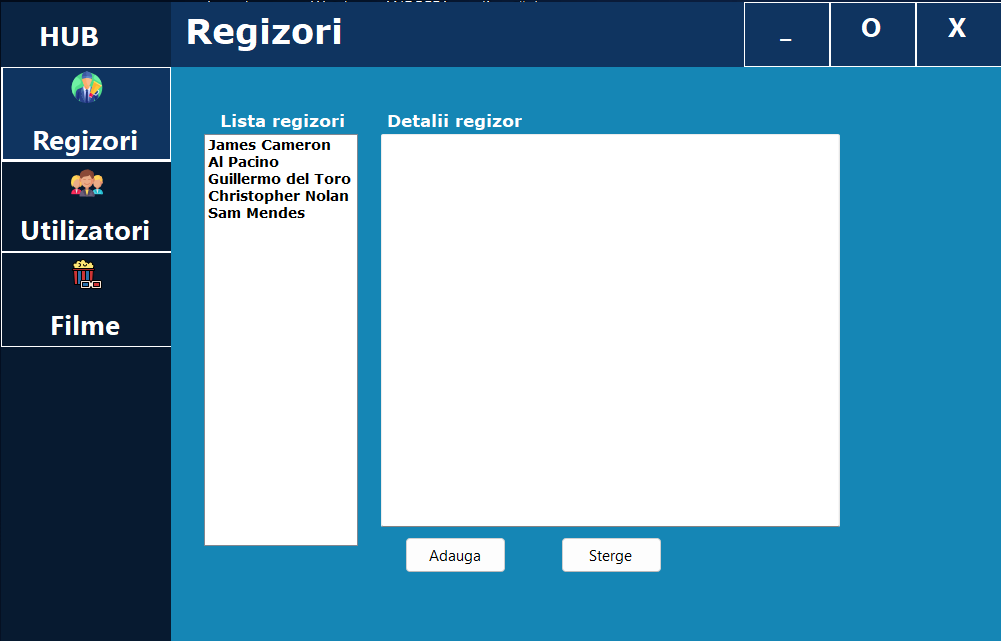 HUB
Regizori
_
O
X
Regizori
Utilizatori
Filme
Lista regizori
James Cameron
Al Pacino
Guillermo del Toro
Christopher Nolan
Sam Mendes
Detalii regizor
Adauga
Sterge